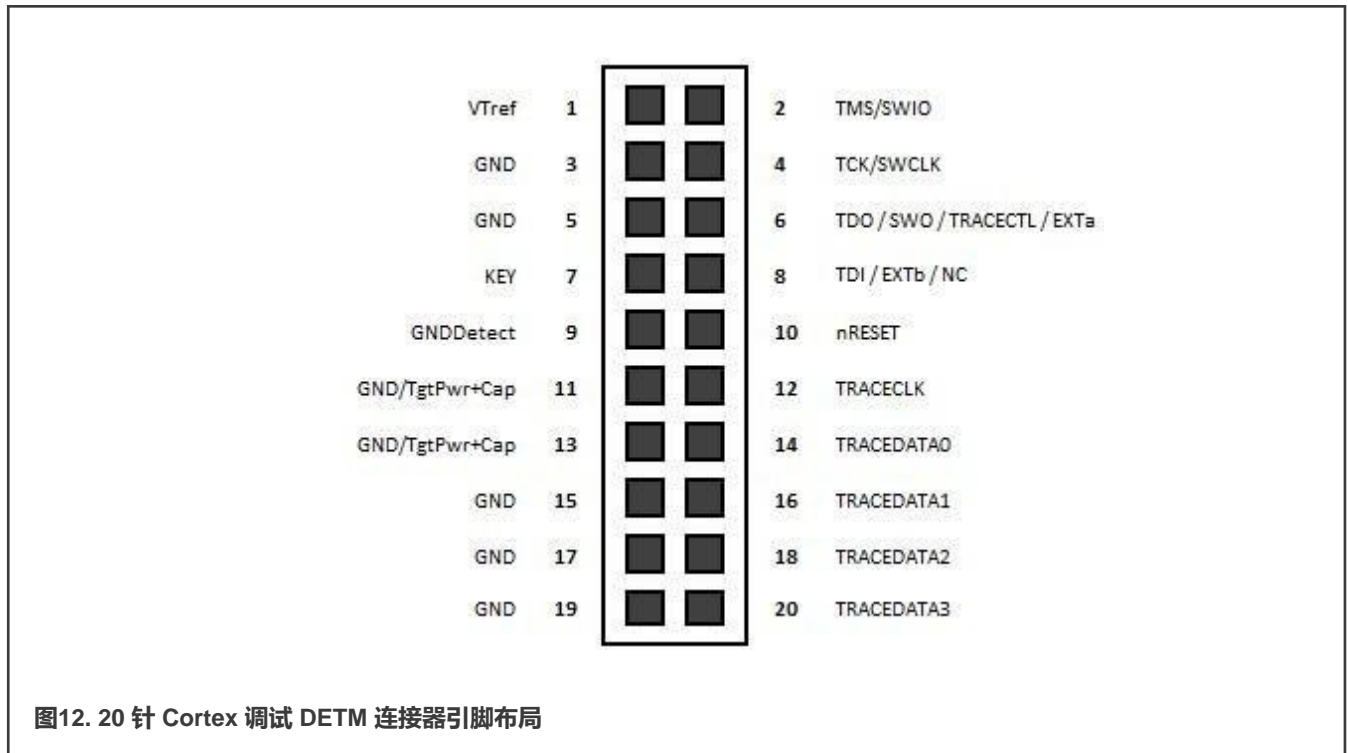 VTref 1 2 TMS/SWIO
GND 3 4 TCK/SWCLK
GND 5 6 TDO / SWO / TRACECTL / EXTa
KEY 7 8 TDI / EXTb / NC
GNDDetect 9 10 nRESET
GND/TgtPwr+Cap 11 12 TRACECLK
GND/TgtPwr+Cap 13 14 TRACEDATA0
GND 15 16 TRACEDATA1
GND 17 18 TRACEDATA2
GND 19 20 TRACEDATA3
图12. 20 针 Cortex 调试 DETM 连接器引脚布局